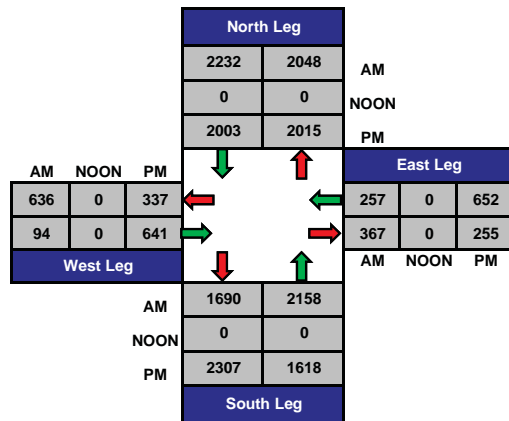 North Leg
2232 2048 AM
0 0 NOON
2003 2015 PM
East Leg
AM NOON PM
636 0 337 257 0 652
94 0 641 367 0 255
West Leg AM NOON PM
AM 1690 2158
NOON 0 0
PM 2307 1618
South Leg